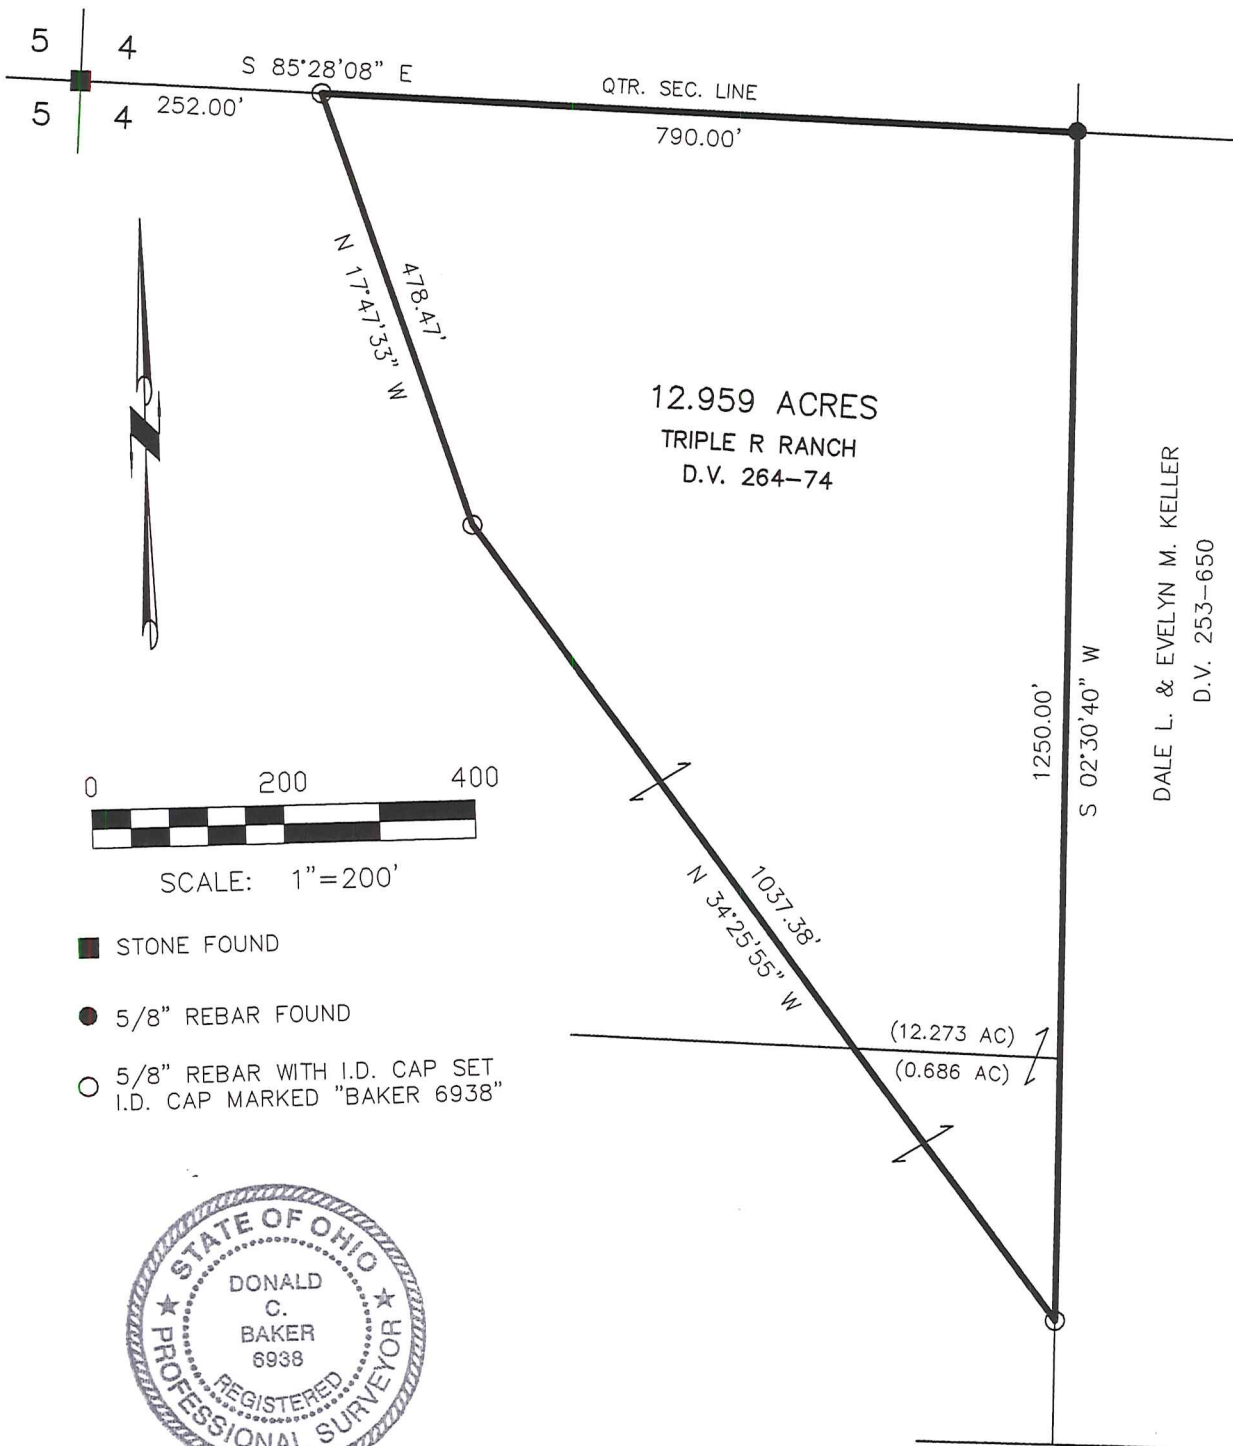 5 4
5 4
S 85°28'08" E
252.00'
QTR. SEC. LINE
790.00'
N 17°47'33" W
478.47'
12.959 ACRES
TRIPLE R RANCH
D.V. 264-74
DALE L. & EVELYN M. KELLER
D.V. 253-650
1250.00'
S 02°30'40" W
0 200 400
SCALE: 1"=200'
1037.38'
N 34°25'55" W
STONE FOUND
5/8" REBAR FOUND
5/8" REBAR WITH I.D. CAP SET
I.D. CAP MARKED "BAKER 6938"
(12.273 AC)
(0.686 AC)
STATE OF OHIO
DONALD
C.
BAKER
6938
REGISTERED
PROFESSIONAL SURVEYOR